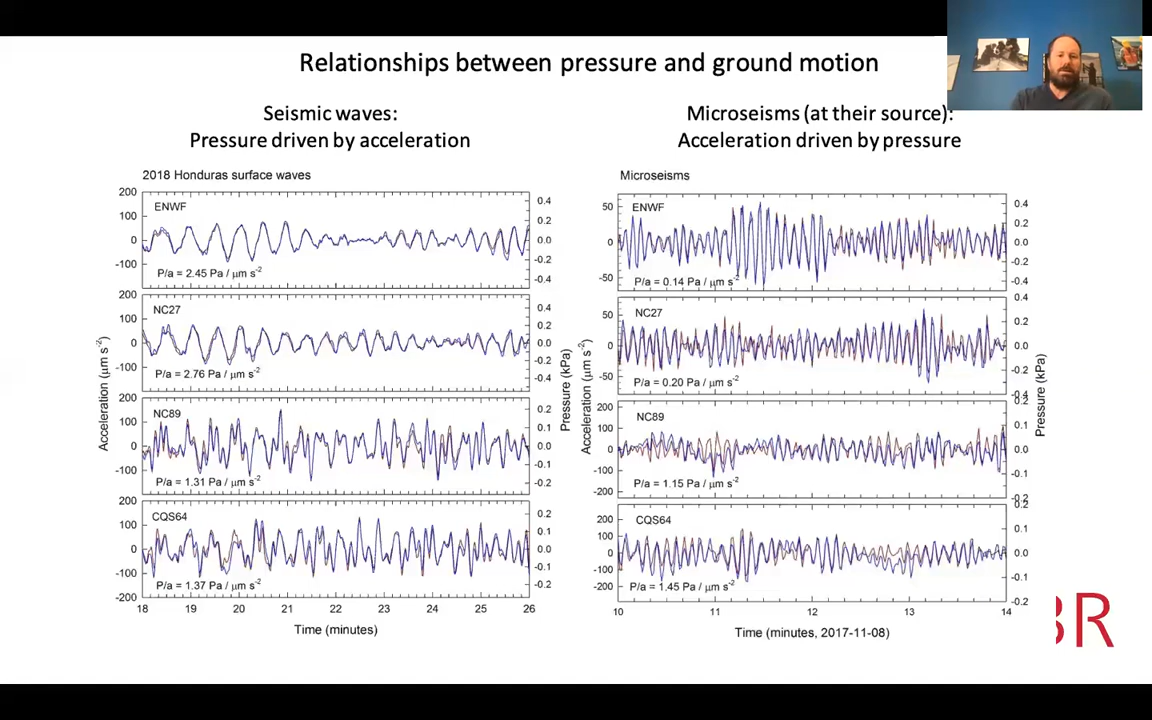 Relationships between pressure and ground motion
Seismic waves:
Pressure driven by acceleration
2018 Honduras surface waves
200
100
0
-100
ENWF
P/a = 2.45 Pa / μm s-2
0.4
0.2
0.0
-0.2
-0.4
200
100
0
-100
NC27
P/a = 2.76 Pa / μm s-2
0.4
0.2
0.0
-0.2
-0.4
200
100
0
-100
NC89
P/a = 1.31 Pa / μm s-2
0.2
0.1
0.0
-0.1
-0.2
200
100
0
-100
-200
CQS64
P/a = 1.37 Pa / μm s-2
0.2
0.1
0.0
-0.1
-0.2
Acceleration (μm s-2)
Pressure (kPa)
18 19 20 21 22 23 24 25 26
Time (minutes)
Microseisms (at their source):
Acceleration driven by pressure
Microseisms
50
0
-50
ENWF
P/a = 0.14 Pa / μm s-2
0.4
0.2
0.0
-0.2
-0.4
50
0
-50
NC27
P/a = 0.20 Pa / μm s-2
0.4
0.2
0.0
-0.2
-0.4
200
100
0
-100
-200
NC89
P/a = 1.15 Pa / μm s-2
0.2
0.1
0.0
-0.1
-0.2
200
100
0
-100
-200
CQS64
P/a = 1.45 Pa / μm s-2
0.2
0.1
0.0
-0.1
-0.2
Acceleration (μm s-2)
Pressure (kPa)
10 11 12 13 14
Time (minutes, 2017-11-08)
R